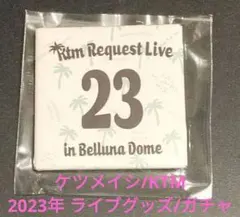 Ktm Request Live
23
in Belluna Dome
ケツメイシ/KTM
2023年 ライブグッズ/ガチャ